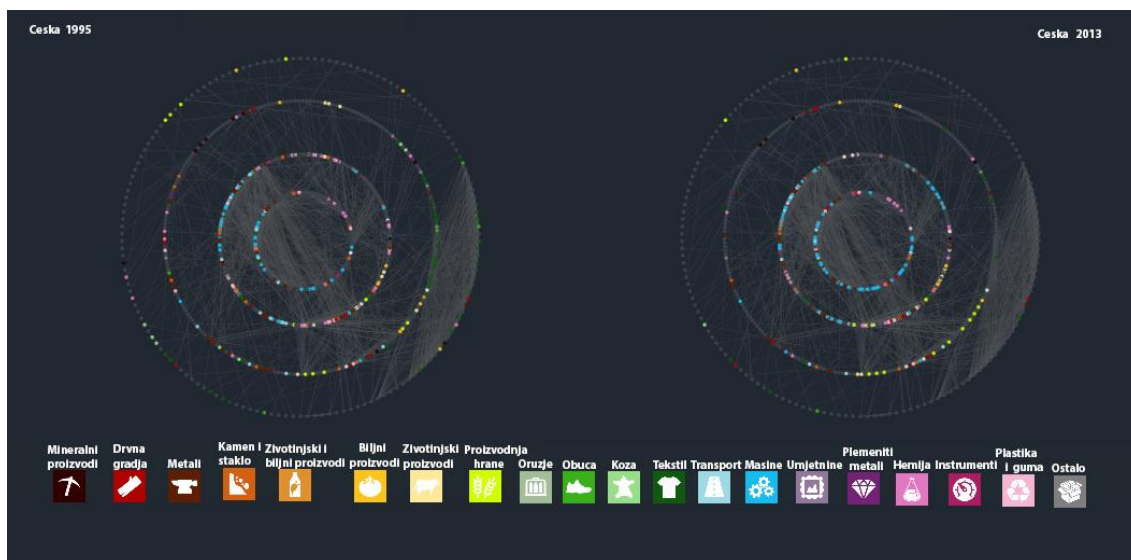 Ceska 1995
Ceska 2013
Mineralni
proizvodi
Drvna
gradja
Metali
Kamen i
staklo
Zivotinjski i
biljni proizvodi
Biljni
proizvodi
Zivotinjski
proizvodi
Proizvodnja
hrane
Oruzje
Obuca
Koza
Tekstil
Transport
Masine
Umjetnine
Plemeniti
metali
Hemija
Instrumenti
Plastika
i guma
Ostalo